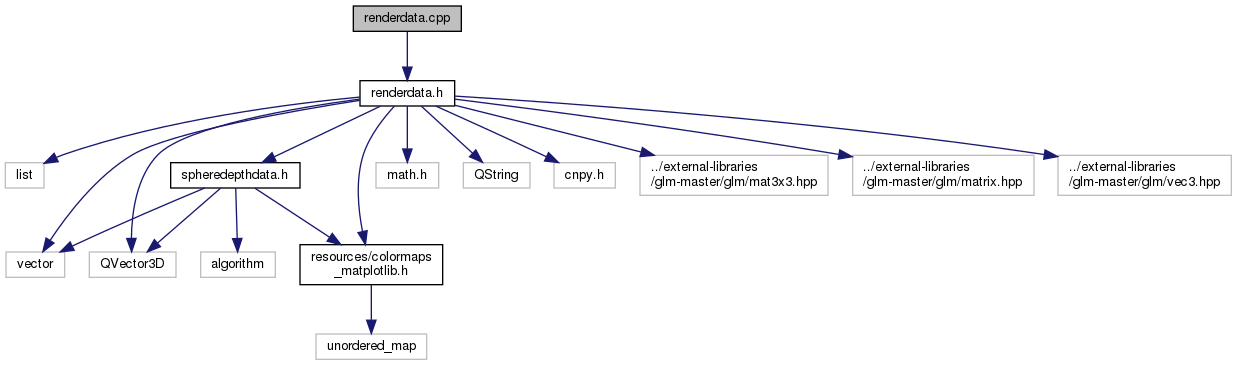 renderdata.cpp
renderdata.h
list
spheredepthdata.h
math.h
QString
cnpy.h
../external-libraries
/glm-master/glm/mat3x3.hpp
../external-libraries
/glm-master/glm/matrix.hpp
../external-libraries
/glm-master/glm/vec3.hpp
vector
QVector3D
algorithm
resources/colormaps
_matplotlib.h
unordered_map